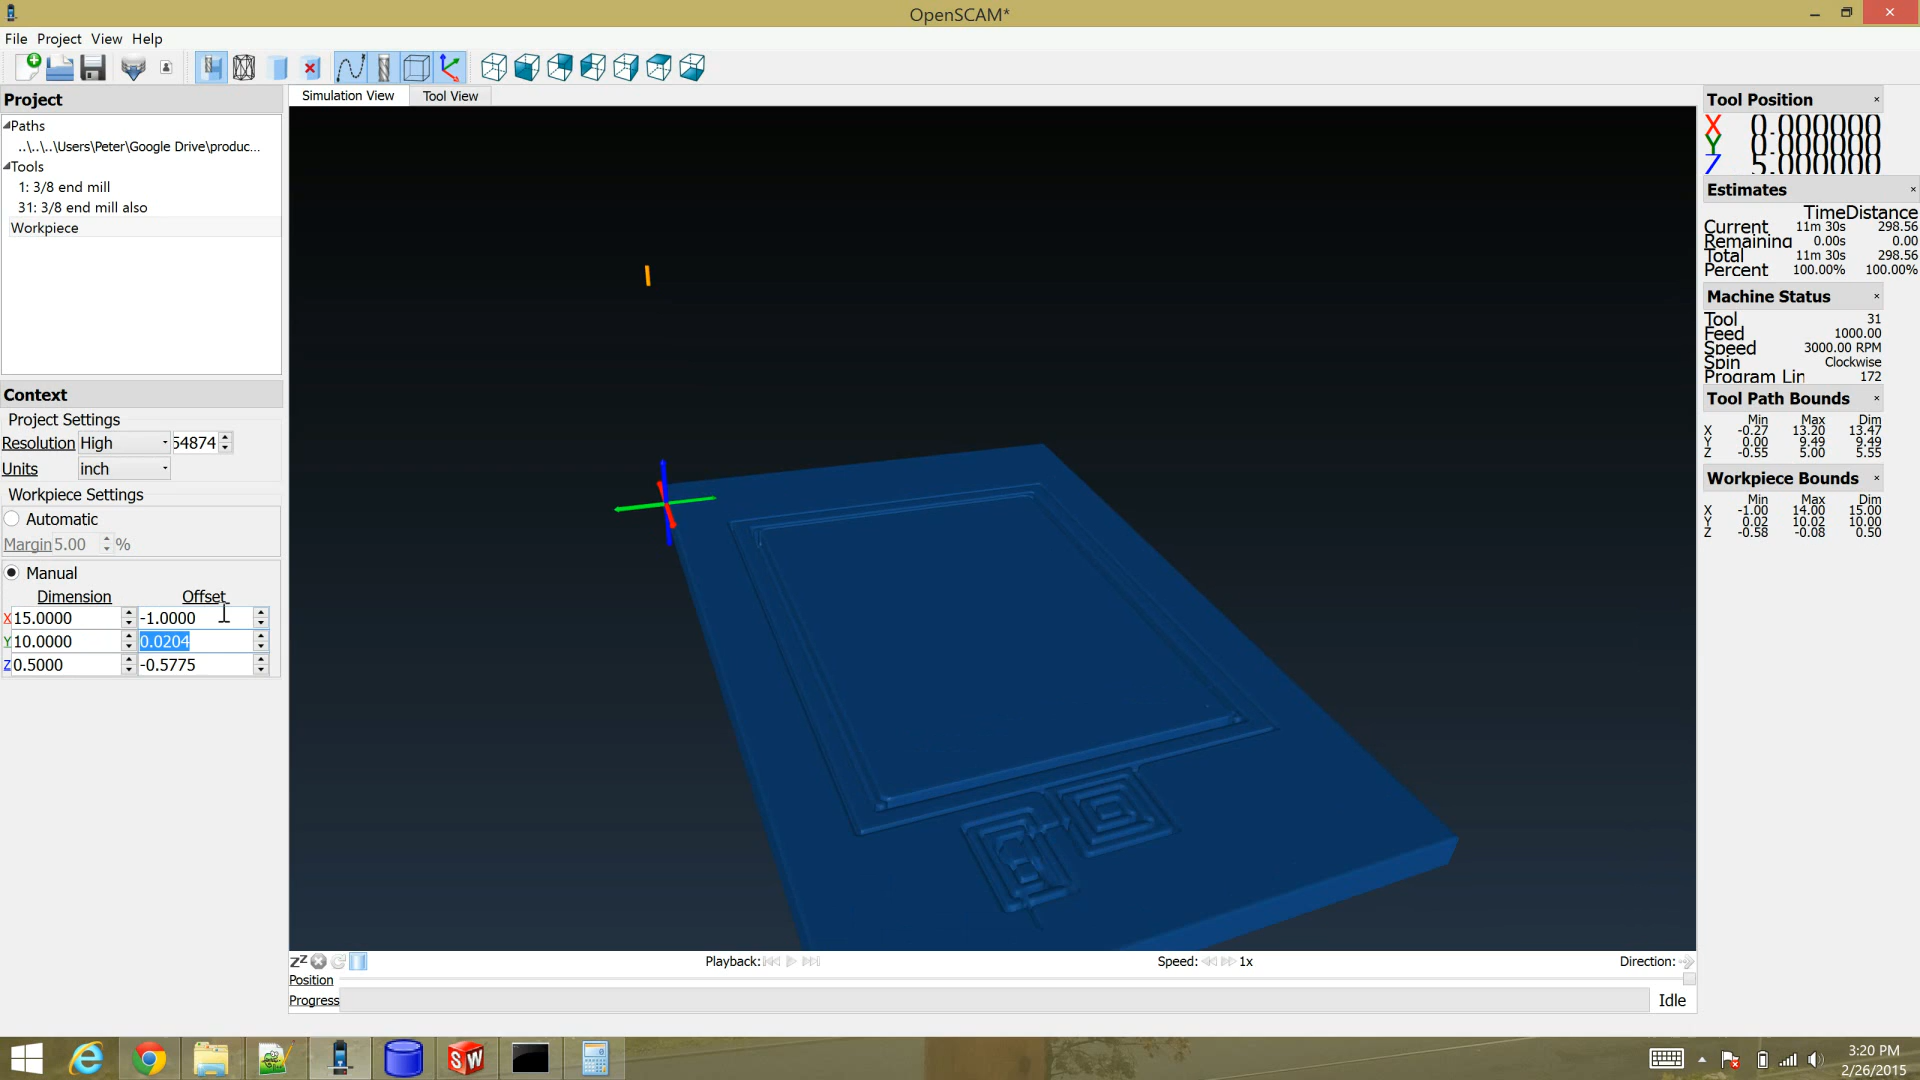 OpenSCAM*
File Project View Help
Project
Paths
..\..\..\Users\Peter\Google Drive\produc...
Tools
1: 3/8 end mill
31: 3/8 end mill also
Workpiece
Context
Project Settings
Resolution High 54874
Units inch
Workpiece Settings
Automatic
Margin 5.00 %
Manual
Dimension Offset
X 15.0000 -1.0000
Y 10.0000 0.0204
Z 0.5000 -0.5775
Simulation View Tool View
Playback: Speed: 1x Direction:
Position
Progress Idle
Tool Position
X 0.000000
Y 0.000000
Z 5.000000
Estimates
Time Distance
Current 11m 30s 298.56
Remaining 0.00s 0.00
Total 11m 30s 298.56
Percent 100.00% 100.00%
Machine Status
Tool 31
Feed 1000.00
Speed 3000.00 RPM
Spin Clockwise
Program Lin 172
Tool Path Bounds
Min Max Dim
X -0.27 13.20 13.47
Y 0.00 9.49 9.49
Z -0.55 5.00 5.55
Workpiece Bounds
Min Max Dim
X -1.00 14.00 15.00
Y 0.02 10.02 10.00
Z -0.58 -0.08 0.50
SW
3:20 PM
2/26/2015